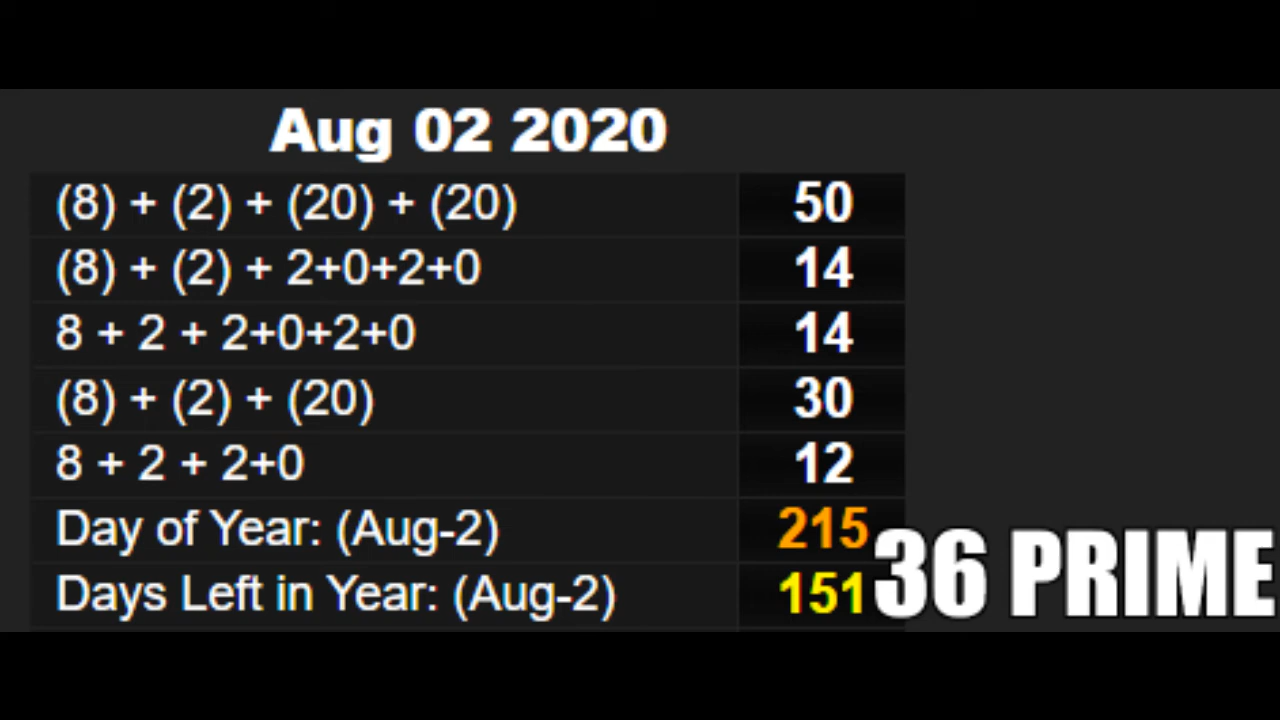 Aug 02 2020
(8) + (2) + (20) + (20) 50
(8) + (2) + 2+0+2+0 14
8 + 2 + 2+0+2+0 14
(8) + (2) + (20) 30
8 + 2 + 2+0 12
Day of Year: (Aug-2) 215
Days Left in Year: (Aug-2) 151 36 PRIME